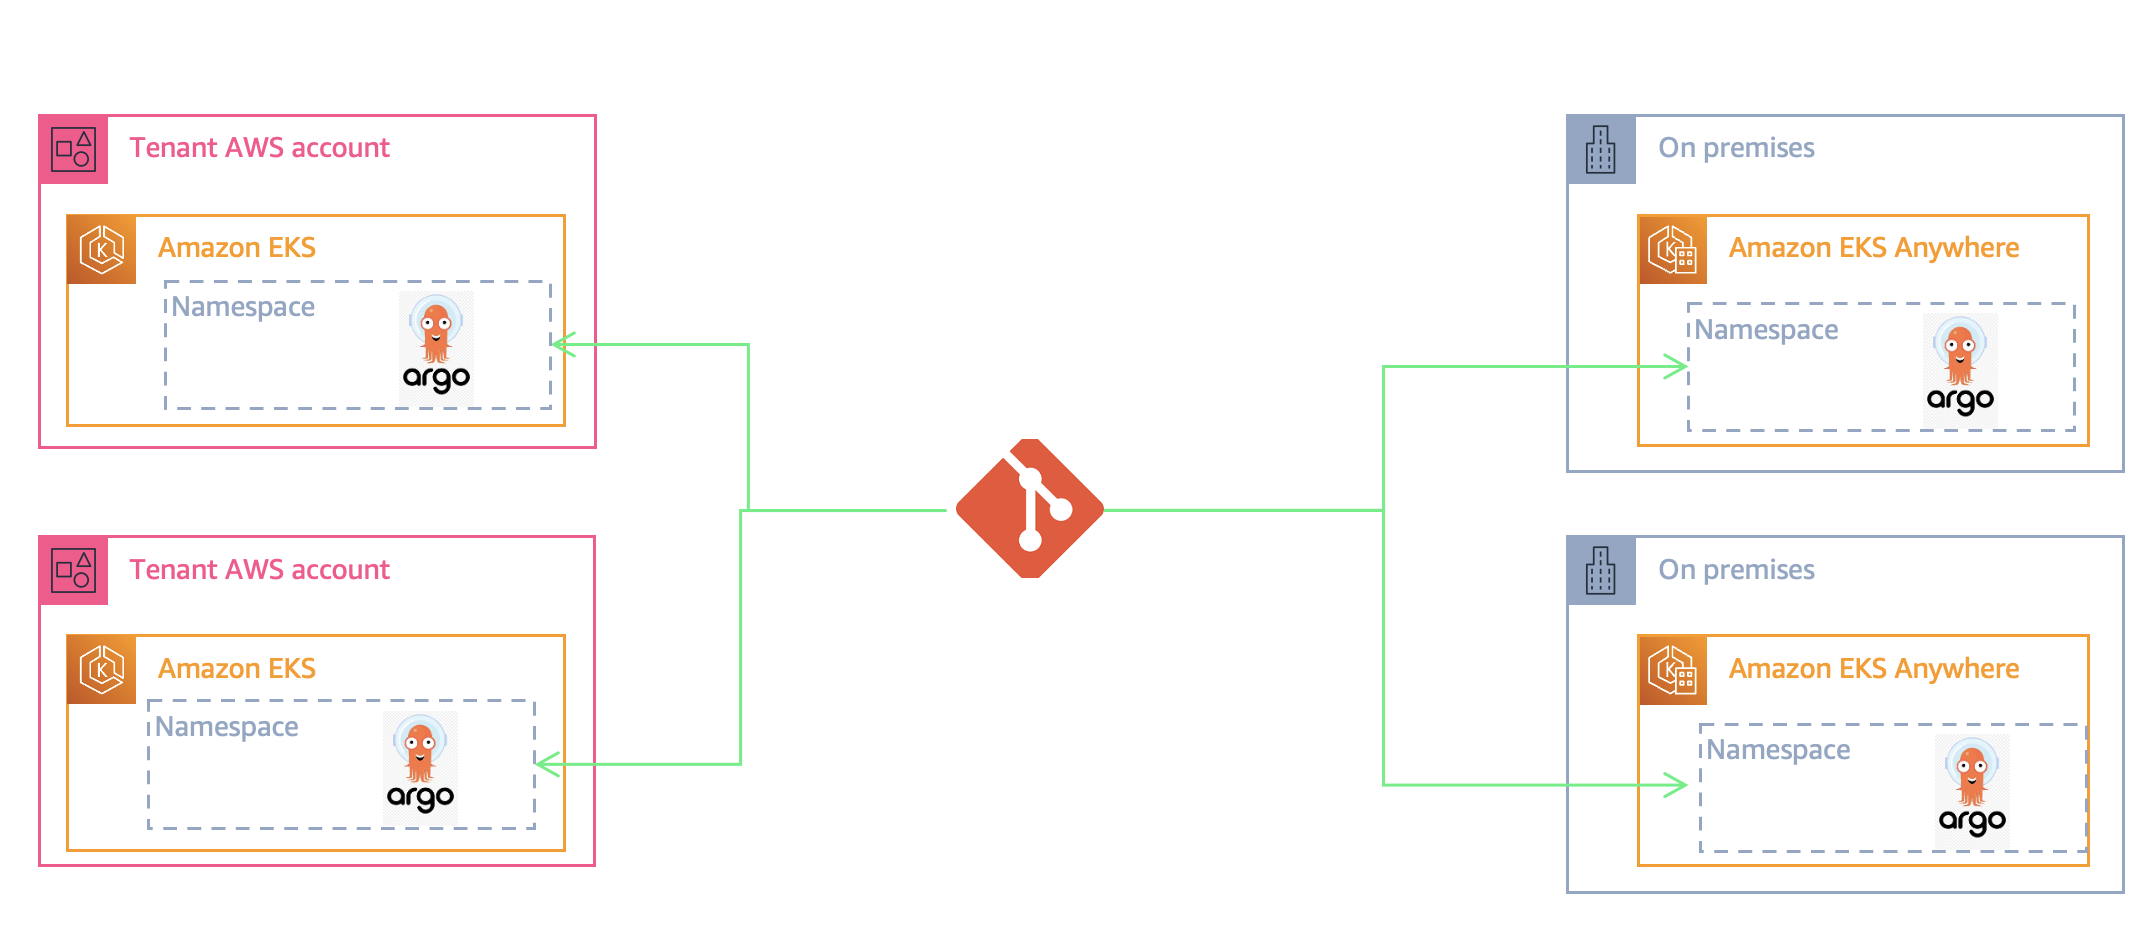 Tenant AWS account
Amazon EKS
Namespace
argo
Tenant AWS account
Amazon EKS
Namespace
argo
On premises
Amazon EKS Anywhere
Namespace
argo
On premises
Amazon EKS Anywhere
Namespace
argo